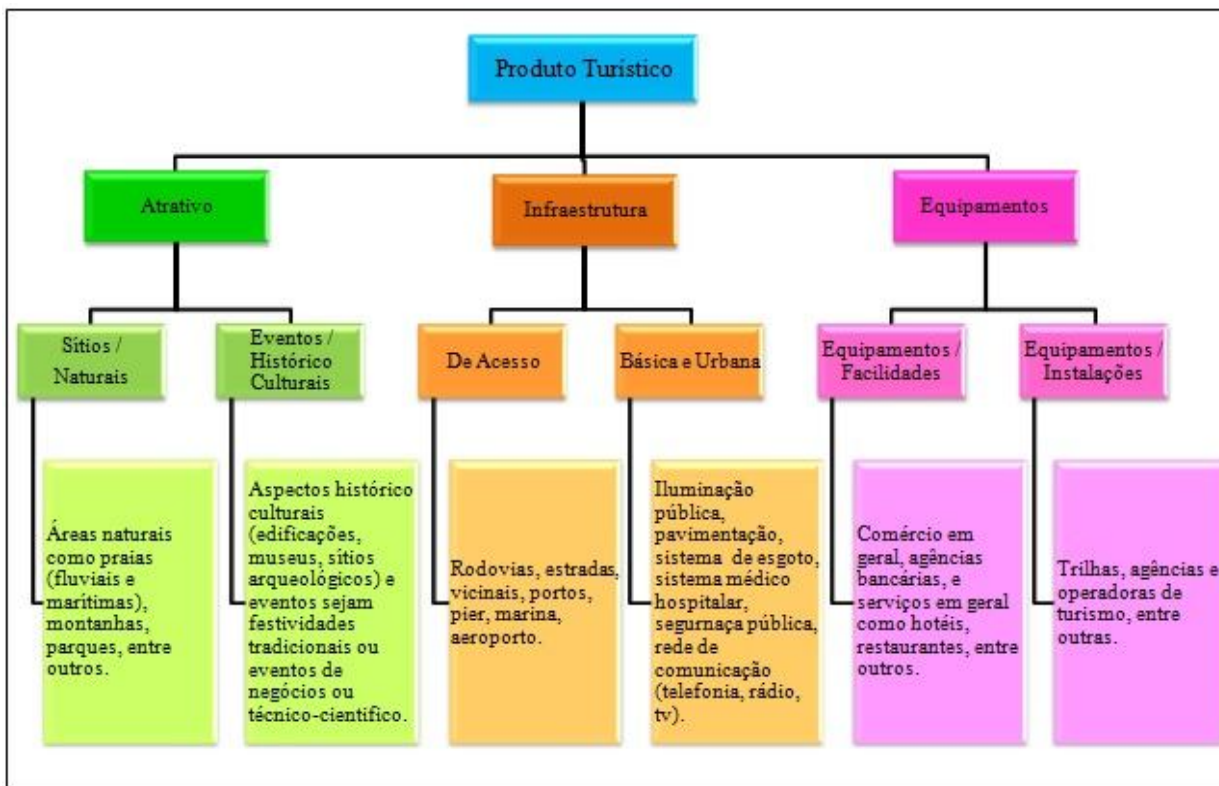 Produto Turístico
Atrativo
Infraestrutura
Equipamentos
Sítios /
Naturais
Eventos /
Histórico
Culturais
De Acesso
Básica e Urbana
Equipamentos /
Facilidades
Equipamentos /
Instalações
Áreas naturais
como praias
(fluviais e
marítimas),
montanhas,
parques, entre
outros.
Aspectos histórico
culturais
(edificações,
museus, sítios
arqueológicos) e
eventos sejam
festividades
tradicionais ou
eventos de
negócios ou
técnico-cientifico.
Rodovias, estradas,
vicinais, portos,
pier, marina,
aeroporto.
Iluminação
pública,
pavimentação,
sistema de esgoto,
sistema médico
hospitalar,
segurnaça pública,
rede de
comunicação
(telefonia, rádio,
tv).
Comércio em
geral, agências
bancárias, e
serviços em geral
como hotéis,
restaurantes, entre
outros.
Trilhas, agências e
operadoras de
turismo, entre
outras.